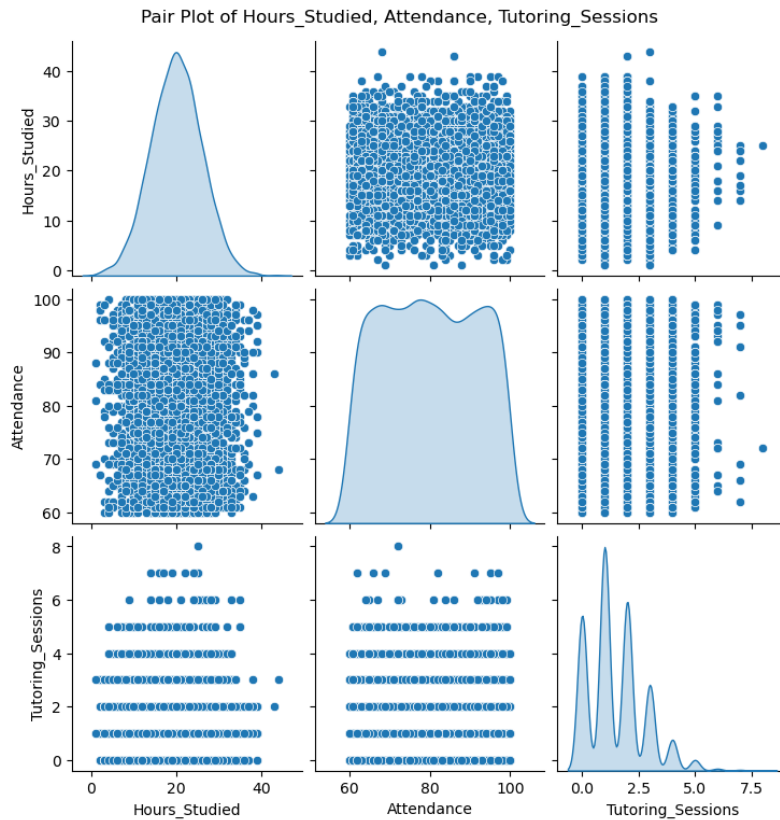 Pair Plot of Hours_Studied, Attendance, Tutoring_Sessions
Hours_Studied
40
30
20
10
0
Attendance
100
90
80
70
60
Tutoring_Sessions
8
6
4
2
0
0 20 40
60 80 100
0.0 2.5 5.0 7.5
Hours_Studied
Attendance
Tutoring_Sessions